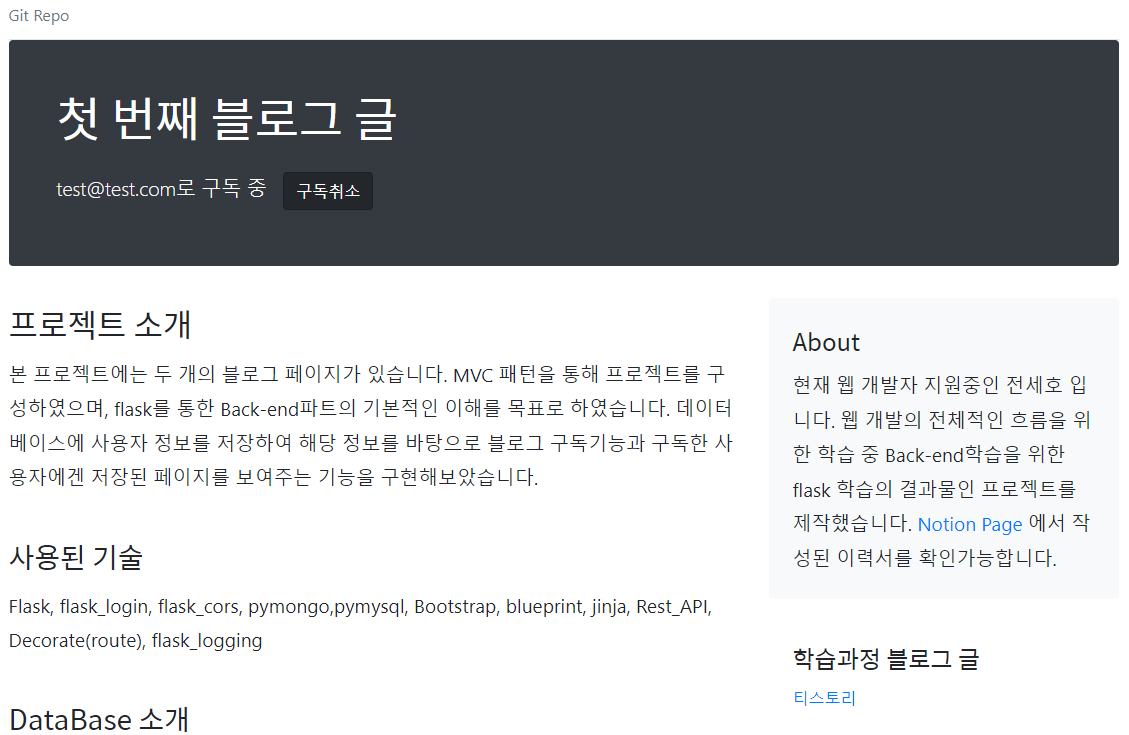 Git Repo
첫 번째 블로그 글
test@test.com로 구독 중 구독취소
프로젝트 소개
본 프로젝트에는 두 개의 블로그 페이지가 있습니다. MVC 패턴을 통해 프로젝트를 구
성하였으며, flask를 통한 Back-end파트의 기본적인 이해를 목표로 하였습니다. 데이터
베이스에 사용자 정보를 저장하여 해당 정보를 바탕으로 블로그 구독기능과 구독한 사
용자에겐 저장된 페이지를 보여주는 기능을 구현해보았습니다.
사용된 기술
Flask, flask_login, flask_cors, pymongo,pymysql, Bootstrap, blueprint, jinja, Rest_API,
Decorate(route), flask_logging
DataBase 소개
About
현재 웹 개발자 지원중인 전세호 입
니다. 웹 개발의 전체적인 흐름을 위
한 학습 중 Back-end학습을 위한
flask 학습의 결과물인 프로젝트를
제작했습니다. Notion Page 에서 작
성된 이력서를 확인가능합니다.
학습과정 블로그 글
티스토리